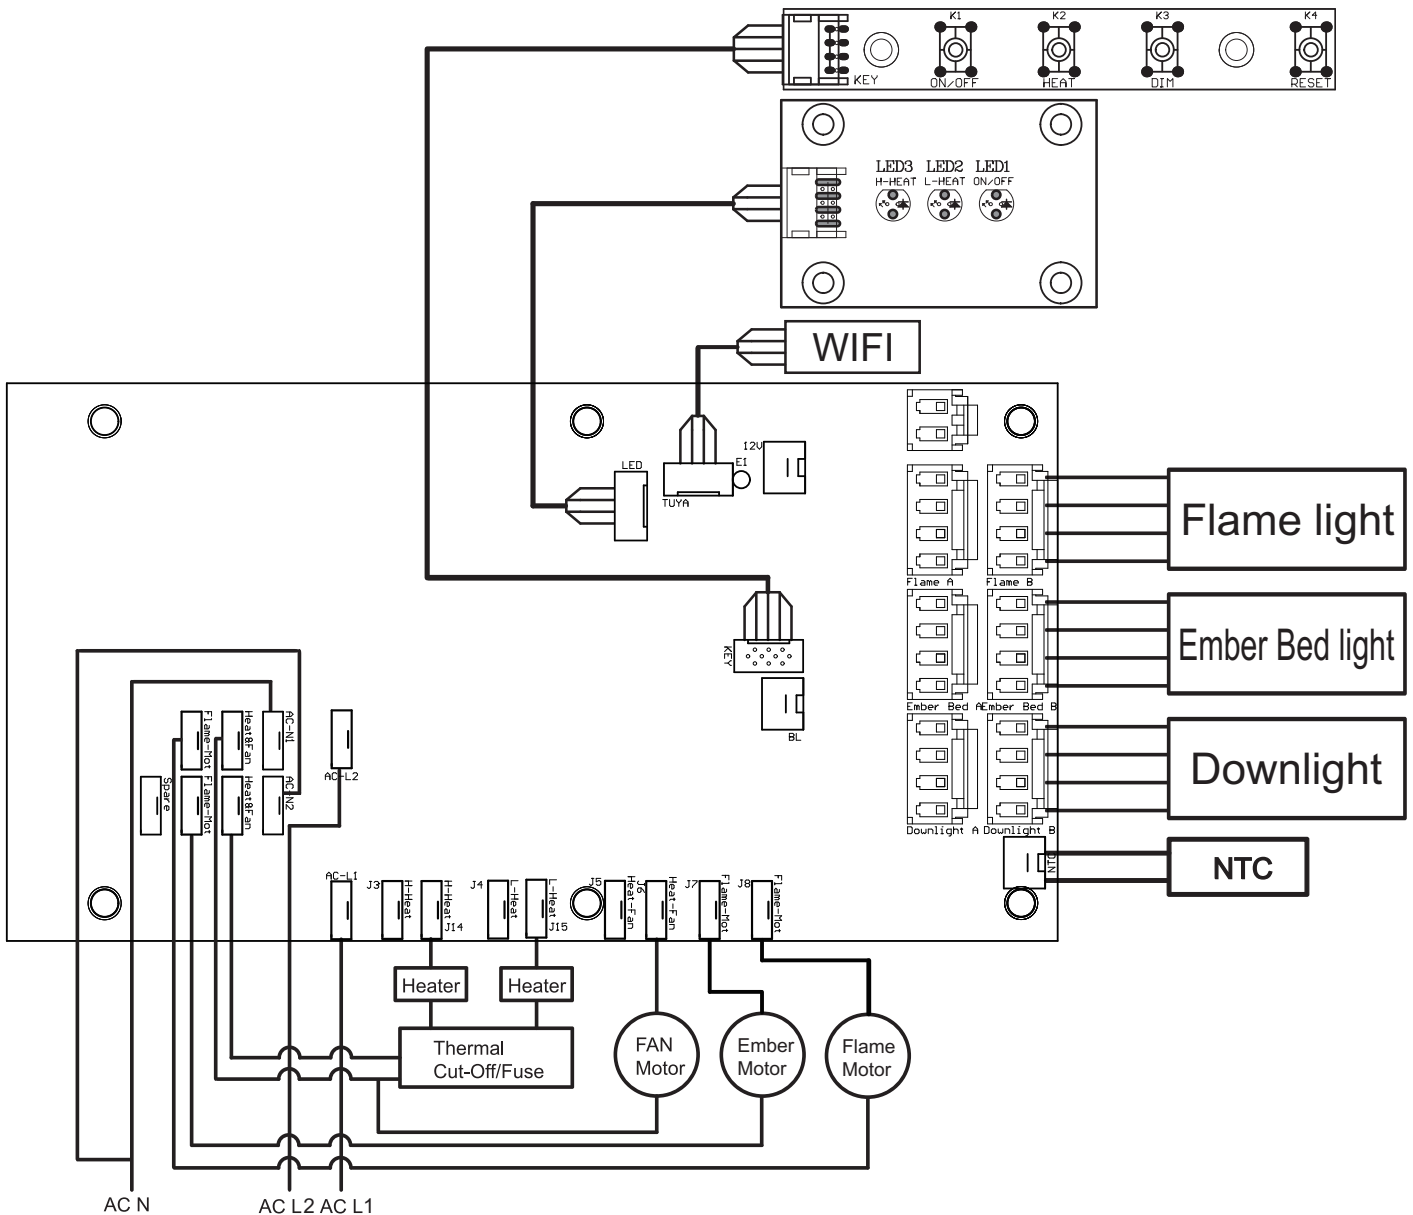 K1
K2
K3
K4
KEY
ON/OFF
HEAT
DIM
RESET
LED3
LED2
LED1
H-HEAT
L-HEAT
ON/OFF
WIFI
12V
LED
E1
TUYA
Flame light
Flame A
Flame B
Ember Bed light
KEY
Ember Bed A
Ember Bed B
BL
Flame-Mot
Heat&Fan
AC-N1
AC-L2
Downlight
Spare
Flame-Mot
Heat&Fan
AC-N2
Downlight A
Downlight B
NTC
NTC
AC-L1
J3
H-Heat
H-Heat
J14
J4
L-Heat
L-Heat
J15
J5
Heat-Fan
J6
Heat-Fan
J7
Flame-Mot
J8
Flame-Mot
Heater
Heater
Thermal
Cut-Off/Fuse
FAN
Motor
Ember
Motor
Flame
Motor
AC N
AC L2
AC L1